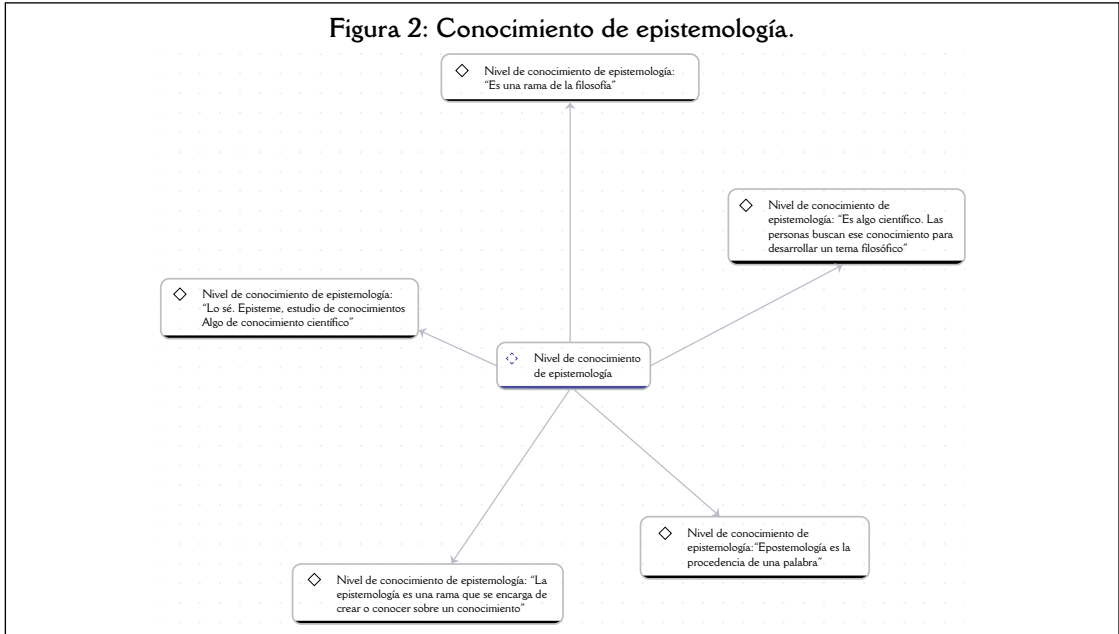 Figura 2: Conocimiento de epistemología.
Nivel de conocimiento de epistemología:
“Es una rama de la filosofía”
Nivel de conocimiento de
epistemología: “Es algo científico. Las
personas buscan ese conocimiento para
desarrollar un tema filosófico”
Nivel de conocimiento de epistemología:
“Lo sé. Episteme, estudio de conocimientos
Algo de conocimiento científico”
Nivel de conocimiento
de epistemología
Nivel de conocimiento de
epistemología:“Epostemología es la
procedencia de una palabra”
Nivel de conocimiento de epistemología: “La
epistemología es una rama que se encarga de
crear o conocer sobre un conocimiento”